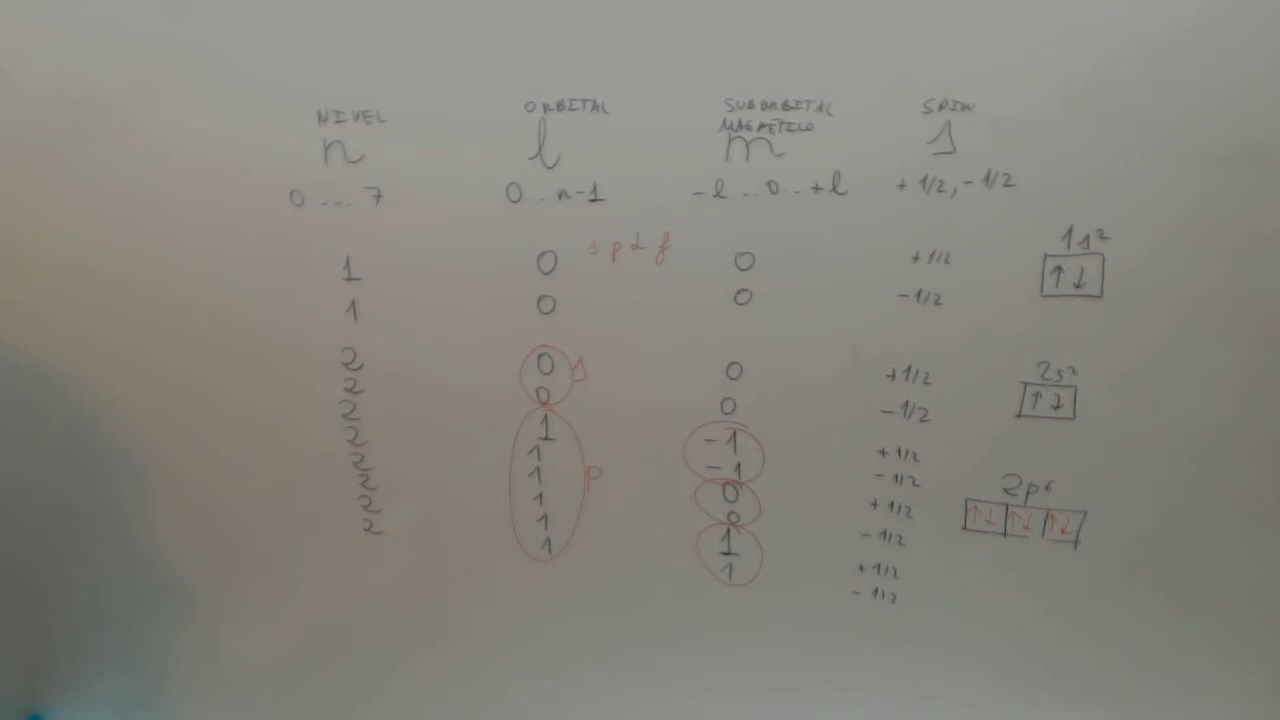 NIVEL ORBITAL SUBORBITAL SPIN
MAGNÉTICO
n l m s
0 ... 7 0 .. n-1 -l .. 0 .. +l +1/2, -1/2
s p d f 1s²
1 0 0 +1/2 ↑↓
1 0 0 -1/2
2 0 s 0 +1/2 2s²
2 0 0 -1/2 ↑↓
2 1 -1 +1/2
2 1 -1 -1/2
2 1 p 0 +1/2 2p⁶
2 1 0 -1/2 ↑↓ ↑↓ ↑↓
2 1 1 +1/2
2 1 1 -1/2